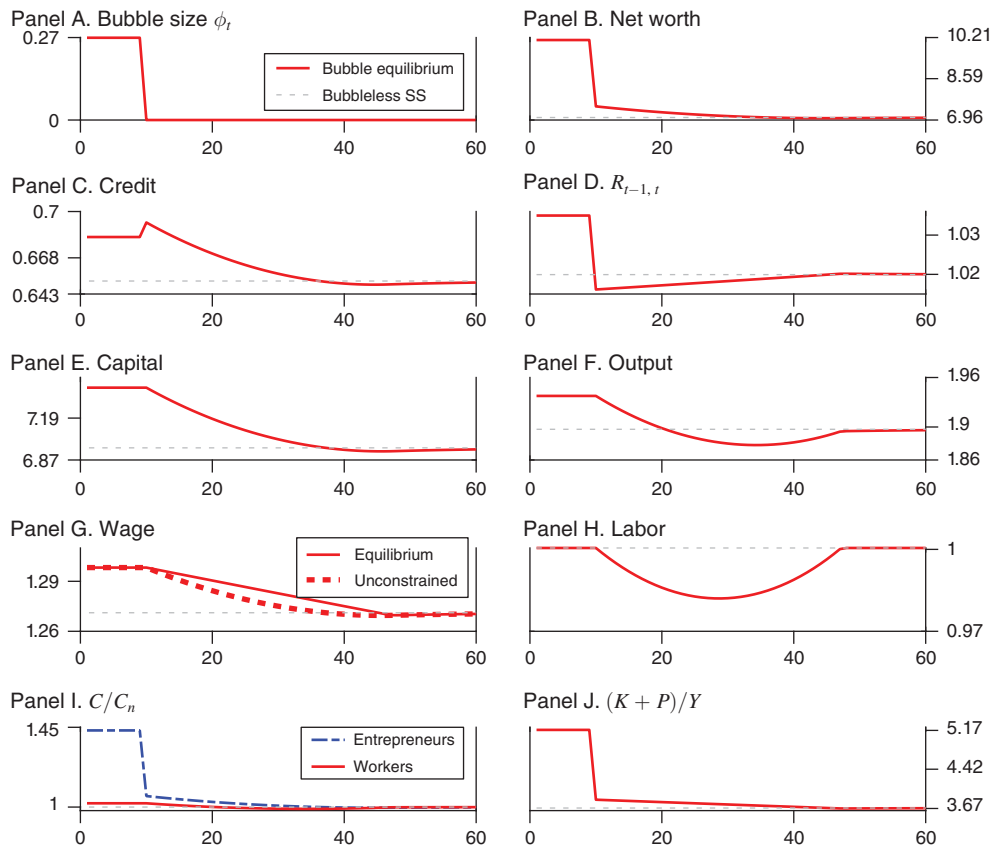 Panel A. Bubble size ϕt
0.27
0
Bubble equilibrium
Bubbleless SS
0 20 40 60
Panel B. Net worth
10.21
8.59
6.96
0 20 40 60
Panel C. Credit
0.7
0.668
0.643
0 20 40 60
Panel D. Rt−1, t
1.03
1.02
0 20 40 60
Panel E. Capital
7.19
6.87
0 20 40 60
Panel F. Output
1.96
1.9
1.86
0 20 40 60
Panel G. Wage
1.29
1.26
Equilibrium
Unconstrained
0 20 40 60
Panel H. Labor
1
0.97
0 20 40 60
Panel I. C/Cn
1.45
1
Entrepreneurs
Workers
0 20 40 60
Panel J. (K + P)/Y
5.17
4.42
3.67
0 20 40 60